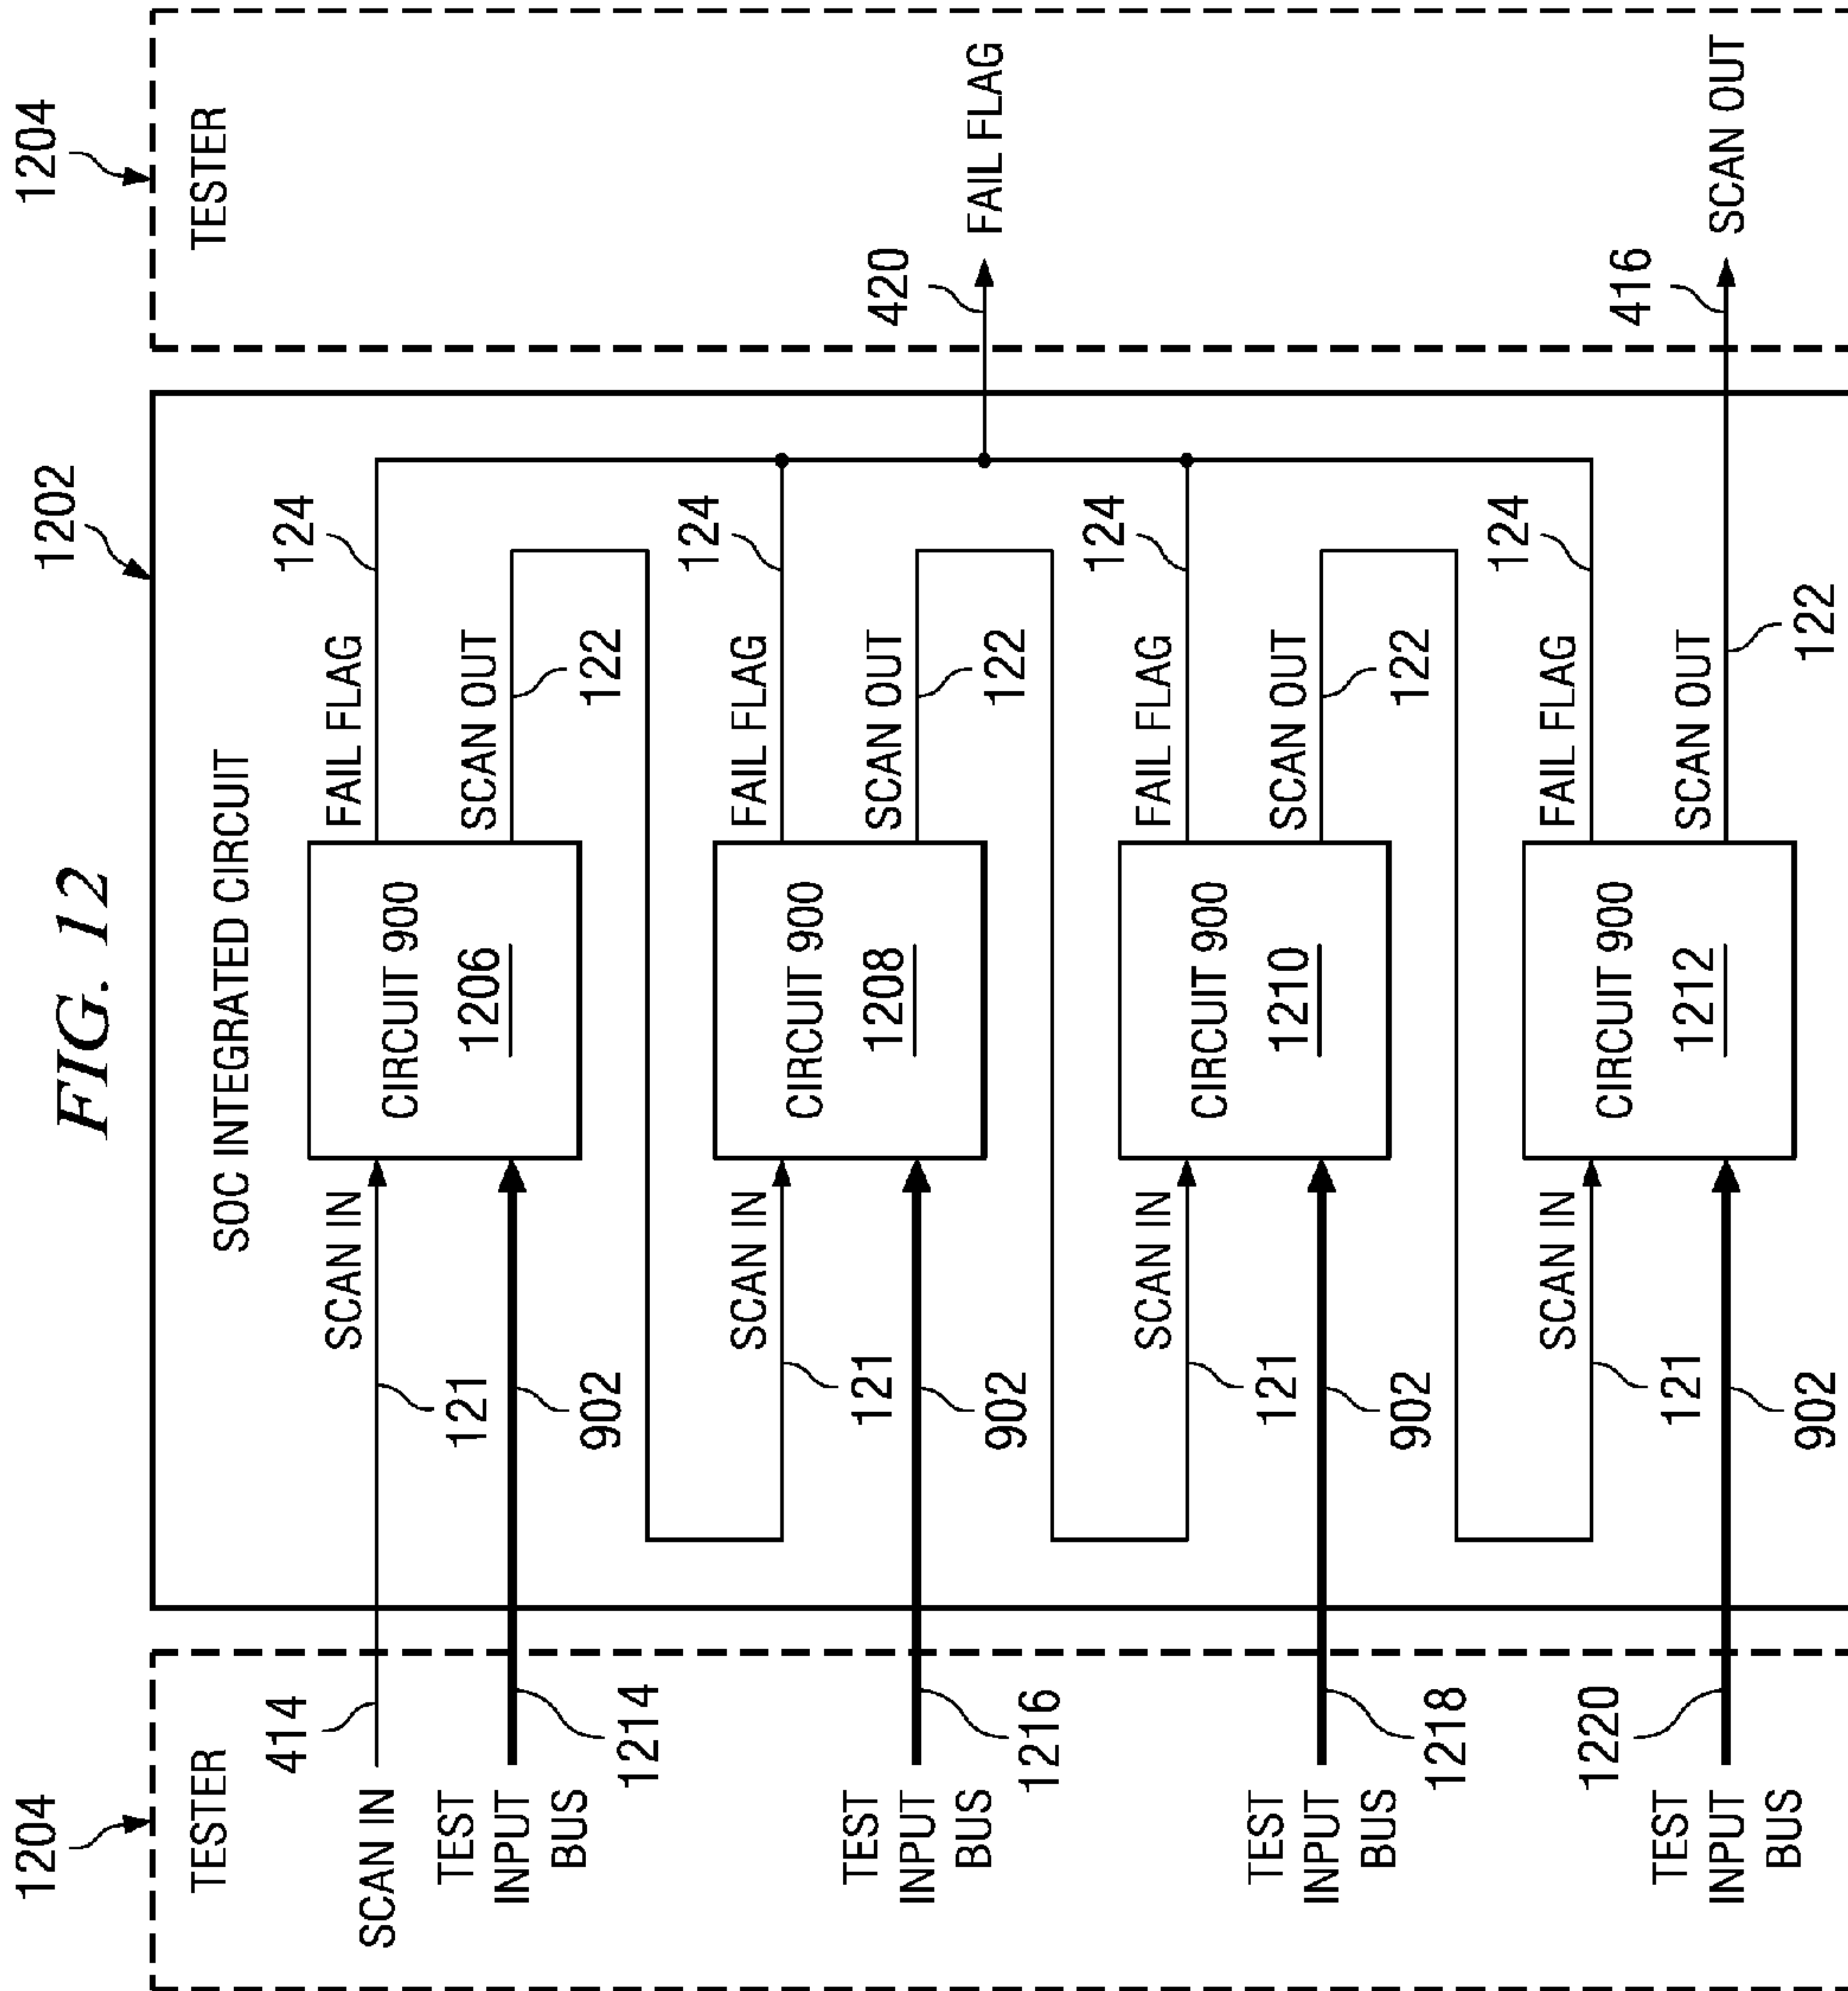 FIG. 12
1204
1202
1204
TESTER
SOC INTEGRATED CIRCUIT
TESTER
SCAN IN
414
121
SCAN IN
CIRCUIT 900
1206
FAIL FLAG
124
TEST
INPUT
BUS
1214
902
SCAN OUT
122
SCAN IN
121
CIRCUIT 900
1208
FAIL FLAG
124
TEST
INPUT
BUS
1216
902
SCAN OUT
122
420
FAIL FLAG
SCAN IN
121
CIRCUIT 900
1210
FAIL FLAG
124
TEST
INPUT
BUS
1218
902
SCAN OUT
122
SCAN IN
121
CIRCUIT 900
1212
FAIL FLAG
124
TEST
INPUT
BUS
1220
902
SCAN OUT
122
416
SCAN OUT